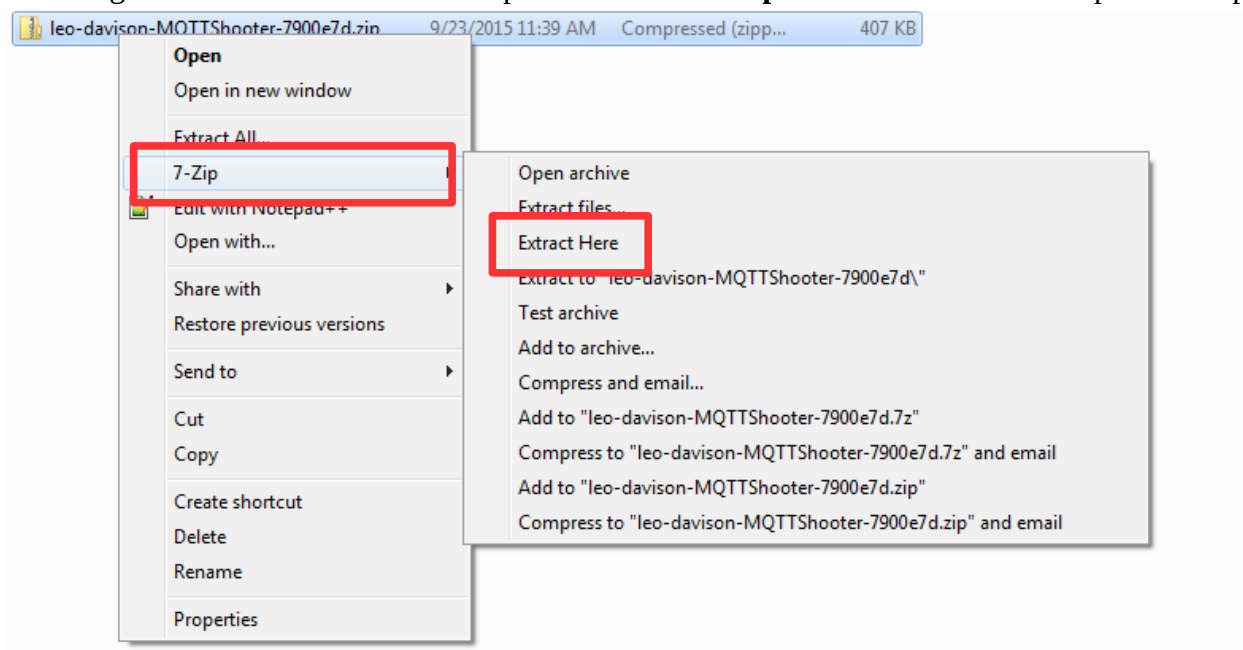 leo-davison-MQTTShooter-7900e7d.zip 9/23/2015 11:39 AM Compressed (zipp... 407 KB
Open
Open in new window
Extract All...
7-Zip
Edit with Notepad++
Open with...
Share with
Restore previous versions
Send to
Cut
Copy
Create shortcut
Delete
Rename
Properties
Open archive
Extract files...
Extract Here
Extract to "leo-davison-MQTTShooter-7900e7d\"
Test archive
Add to archive...
Compress and email...
Add to "leo-davison-MQTTShooter-7900e7d.7z"
Compress to "leo-davison-MQTTShooter-7900e7d.7z" and email
Add to "leo-davison-MQTTShooter-7900e7d.zip"
Compress to "leo-davison-MQTTShooter-7900e7d.zip" and email